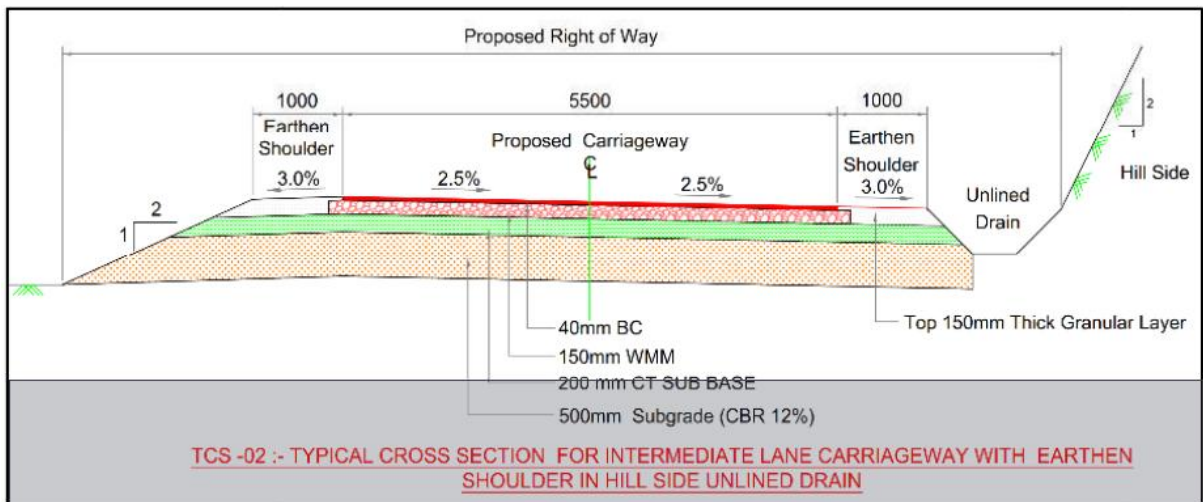 Proposed Right of Way
1000
5500
1000
Earthen
Shoulder
Proposed Carriageway
Earthen
Shoulder
℄
3.0%
2.5%
2.5%
3.0%
2
1
2
1
Hill Side
Unlined
Drain
40mm BC
Top 150mm Thick Granular Layer
150mm WMM
200 mm CT SUB BASE
500mm Subgrade (CBR 12%)
TCS -02 :- TYPICAL CROSS SECTION FOR INTERMEDIATE LANE CARRIAGEWAY WITH EARTHEN
SHOULDER IN HILL SIDE UNLINED DRAIN